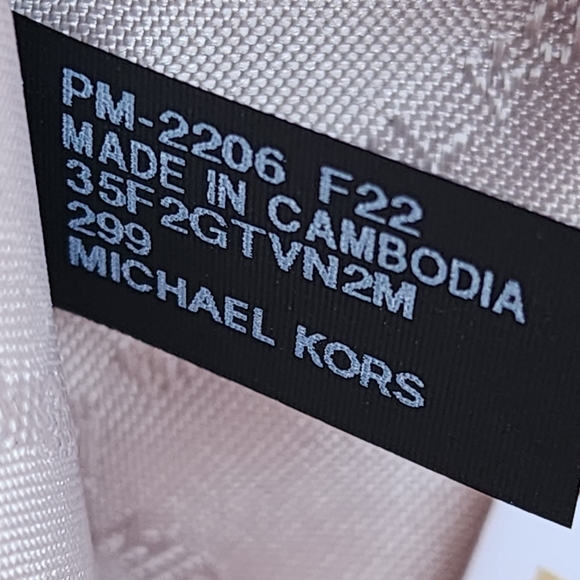 PM-2206 F22
MADE IN CAMBODIA
35F2GTVN2M
299
MICHAEL KORS